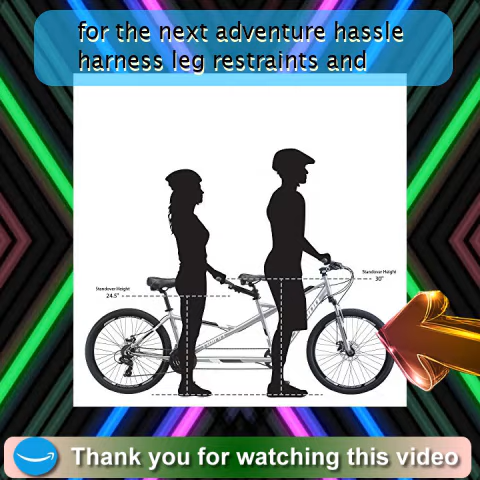 for the next adventure hassle
harness leg restraints and
Standover Height
30"
Standover Height
24.5"
Thank you for watching this video